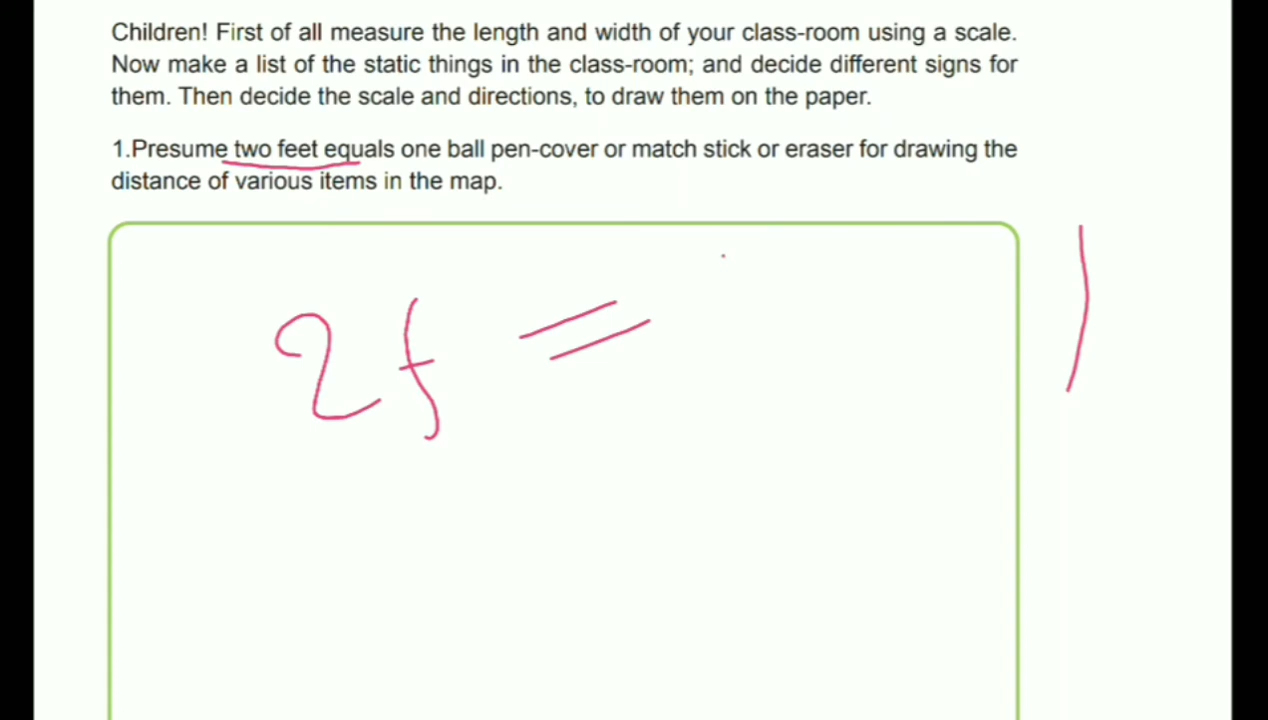 Children! First of all measure the length and width of your class-room using a scale.
Now make a list of the static things in the class-room; and decide different signs for
them. Then decide the scale and directions, to draw them on the paper.
1.Presume two feet equals one ball pen-cover or match stick or eraser for drawing the
distance of various items in the map.
2f =